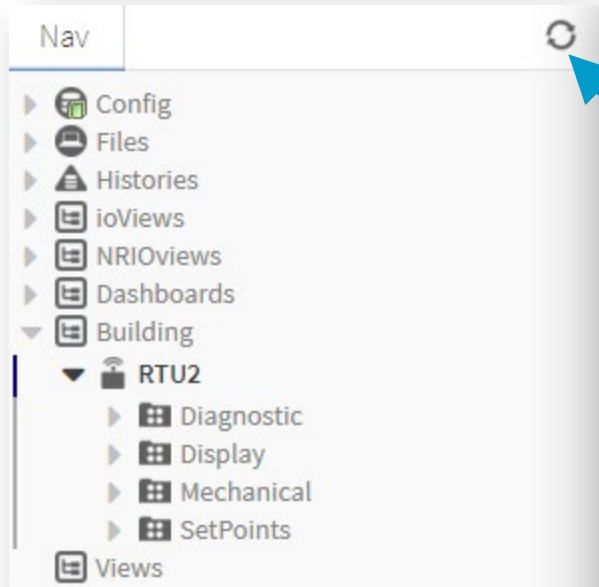 Nav
Config
Files
Histories
ioViews
NRIOviews
Dashboards
Building
RTU2
Diagnostic
Display
Mechanical
SetPoints
Views